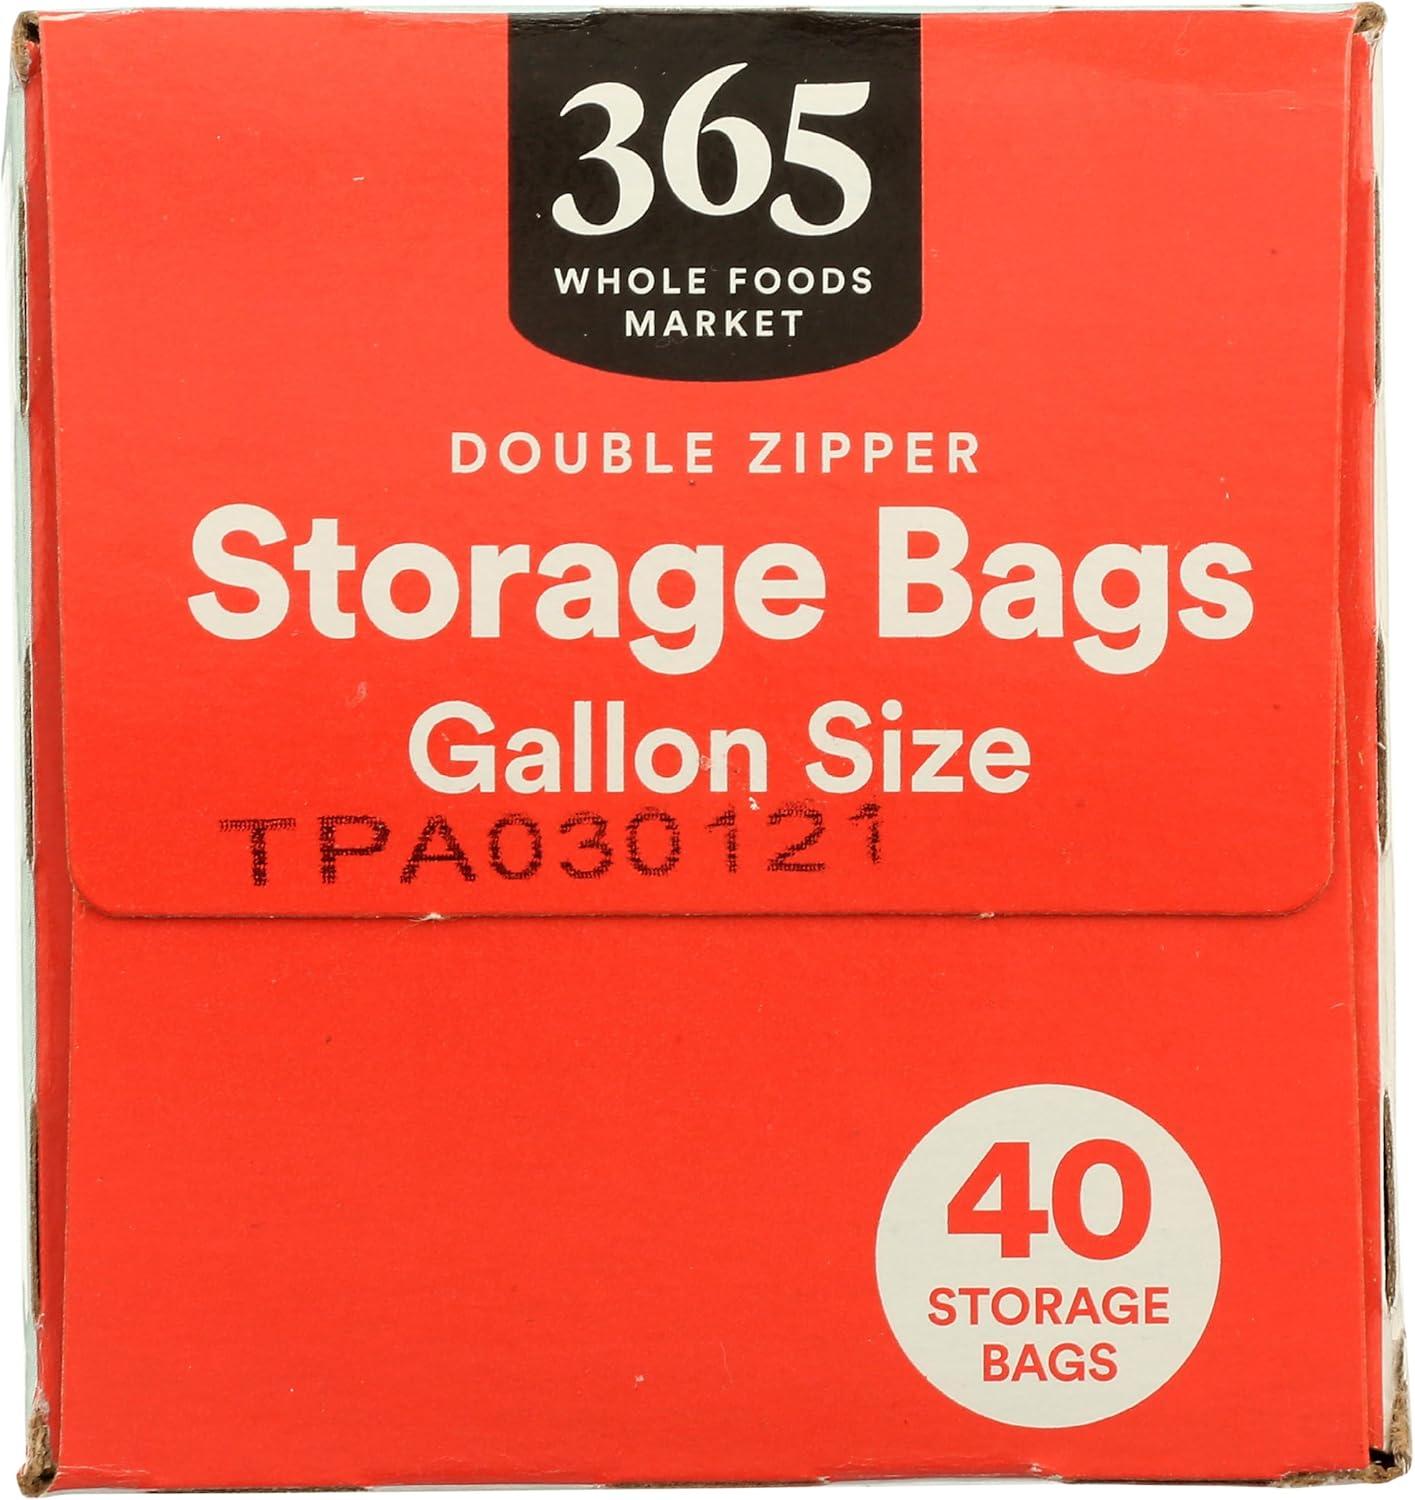 365
WHOLE FOODS
MARKET
DOUBLE ZIPPER
Storage Bags
Gallon Size
TPA030121
40
STORAGE
BAGS